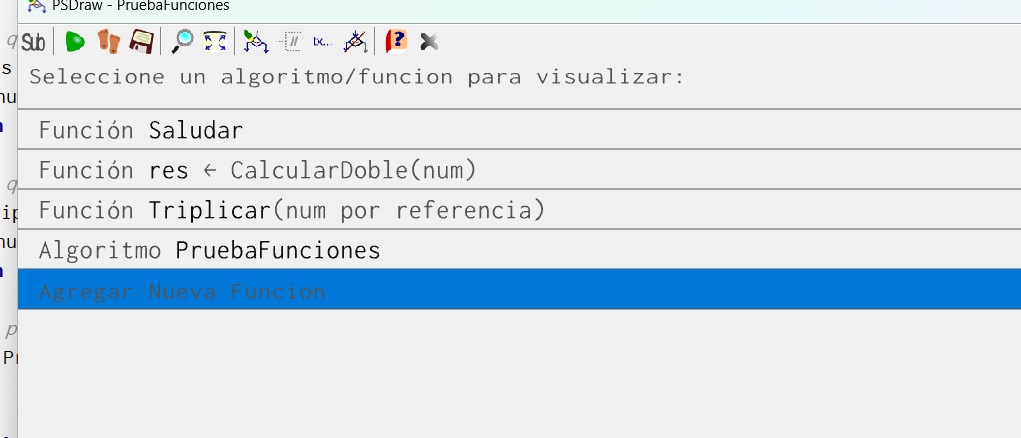 PSDraw - PruebaFunciones
Sub tx...
Seleccione un algoritmo/funcion para visualizar:
Función Saludar
Función res ← CalcularDoble(num)
Función Triplicar(num por referencia)
Algoritmo PruebaFunciones
Agregar Nueva Funcion